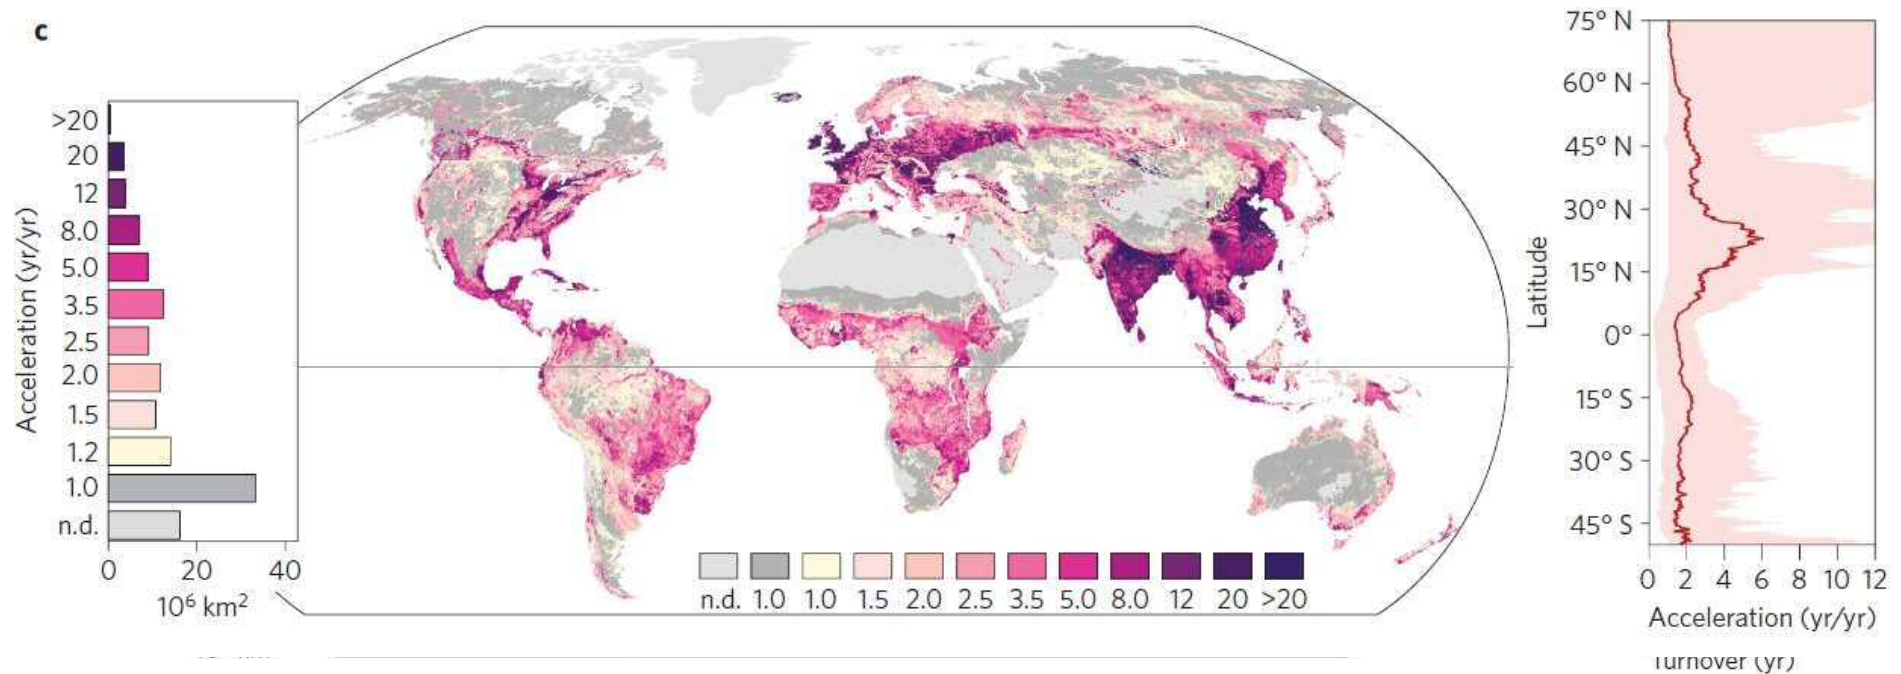 c
Acceleration (yr/yr)
>20
20
12
8.0
5.0
3.5
2.5
2.0
1.5
1.2
1.0
n.d.
0 20 40
10⁶ km²
n.d. 1.0 1.0 1.5 2.0 2.5 3.5 5.0 8.0 12 20 >20
Latitude
75° N
60° N
45° N
30° N
15° N
0°
15° S
30° S
45° S
0 2 4 6 8 10 12
Acceleration (yr/yr)
Turnover (yr)